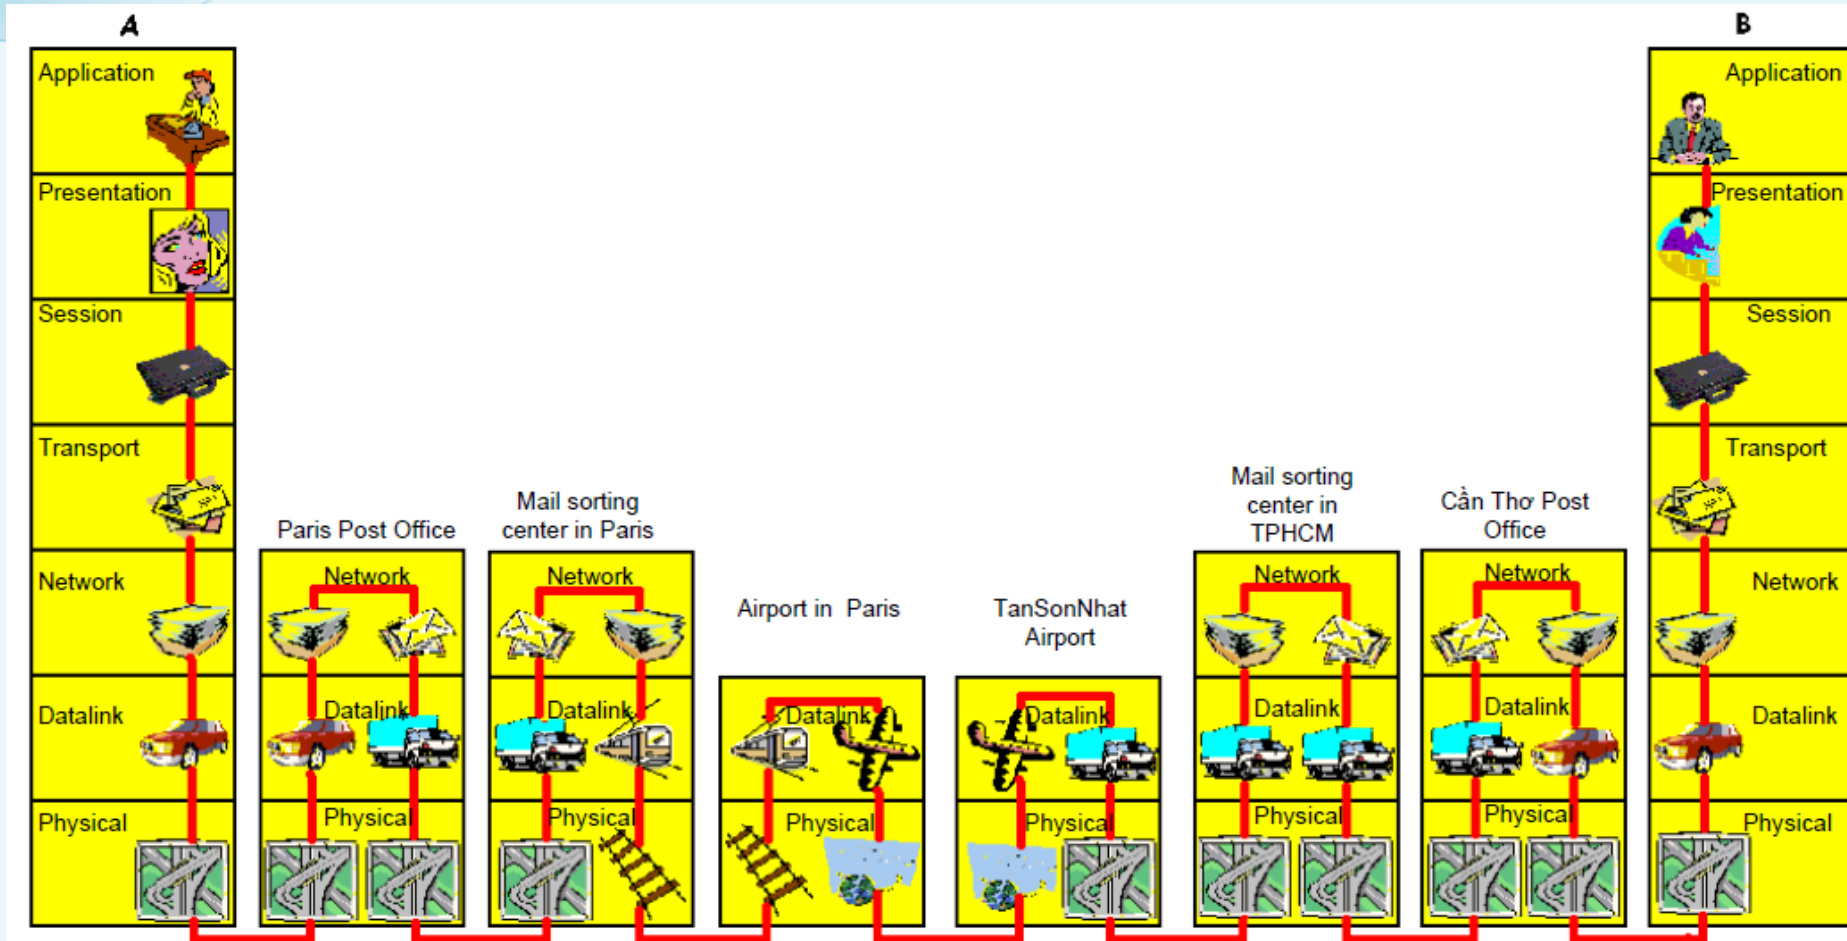 A
Application
Presentation
Session
Transport
Network
Datalink
Physical
Paris Post Office
Network
Datalink
Physical
Mail sorting
center in Paris
Network
Datalink
Physical
Airport in Paris
Datalink
Physical
TanSonNhat
Airport
Datalink
Physical
Mail sorting
center in
TPHCM
Network
Datalink
Physical
Cần Thơ Post
Office
Network
Datalink
Physical
B
Application
Presentation
Session
Transport
Network
Datalink
Physical